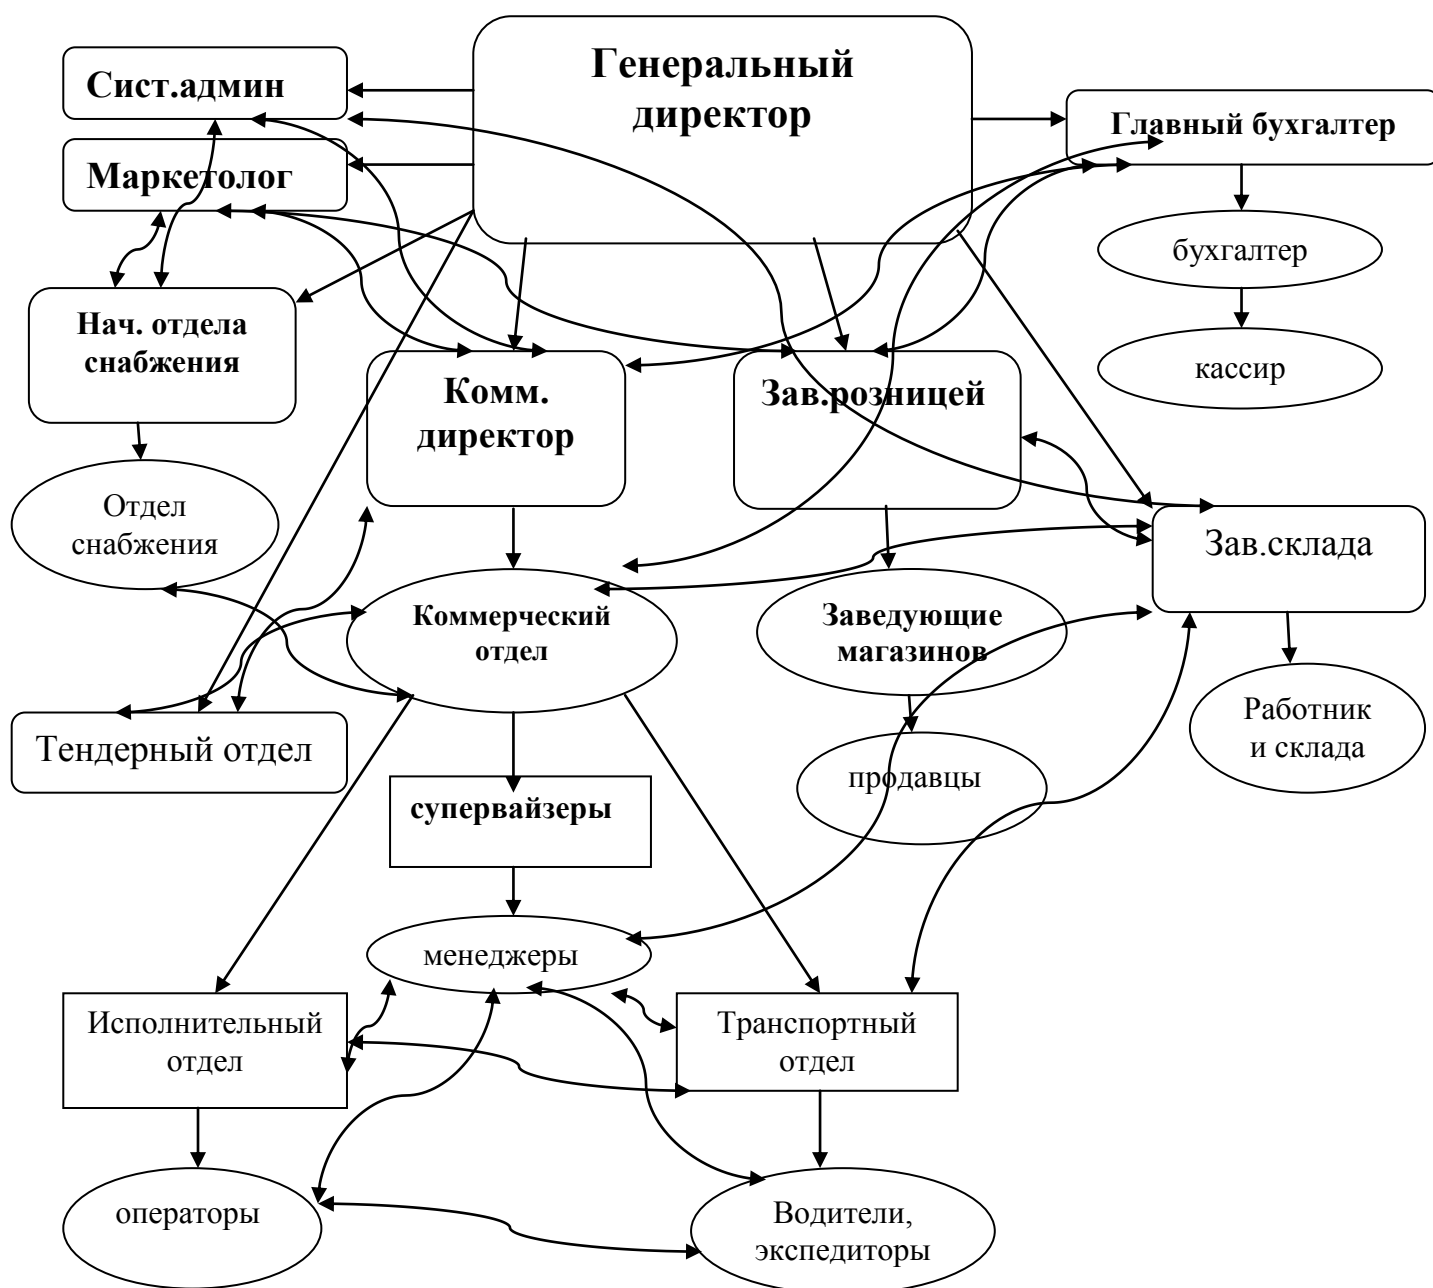 Генеральный
директор
Сист.админ
Главный бухгалтер
Маркетолог
бухгалтер
Нач. отдела
снабжения
кассир
Комм.
директор
Зав.розницей
Отдел
снабжения
Зав.склада
Коммерческий
отдел
Заведующие
магазинов
Работник
и склада
Тендерный отдел
продавцы
супервайзеры
менеджеры
Исполнительный
отдел
Транспортный
отдел
операторы
Водители,
экспедиторы